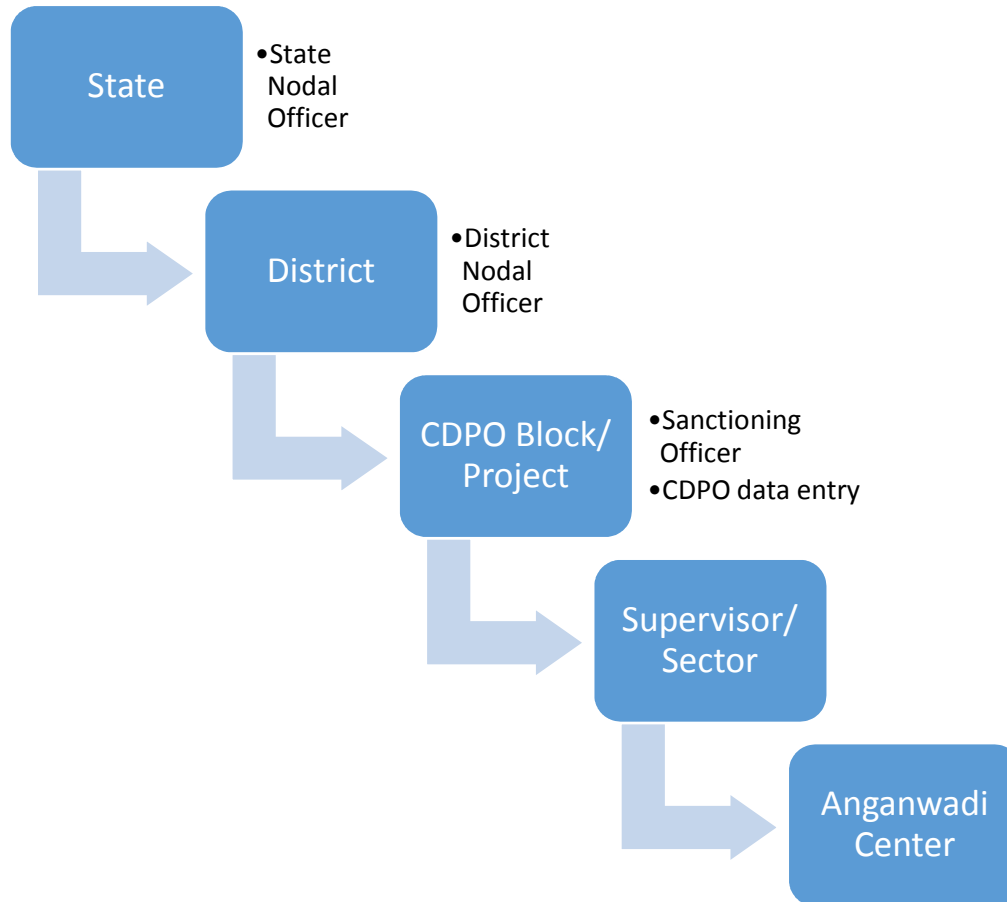 State
•State
Nodal
Officer
District
•District
Nodal
Officer
CDPO Block/
Project
•Sanctioning
Officer
•CDPO data entry
Supervisor/
Sector
Anganwadi
Center